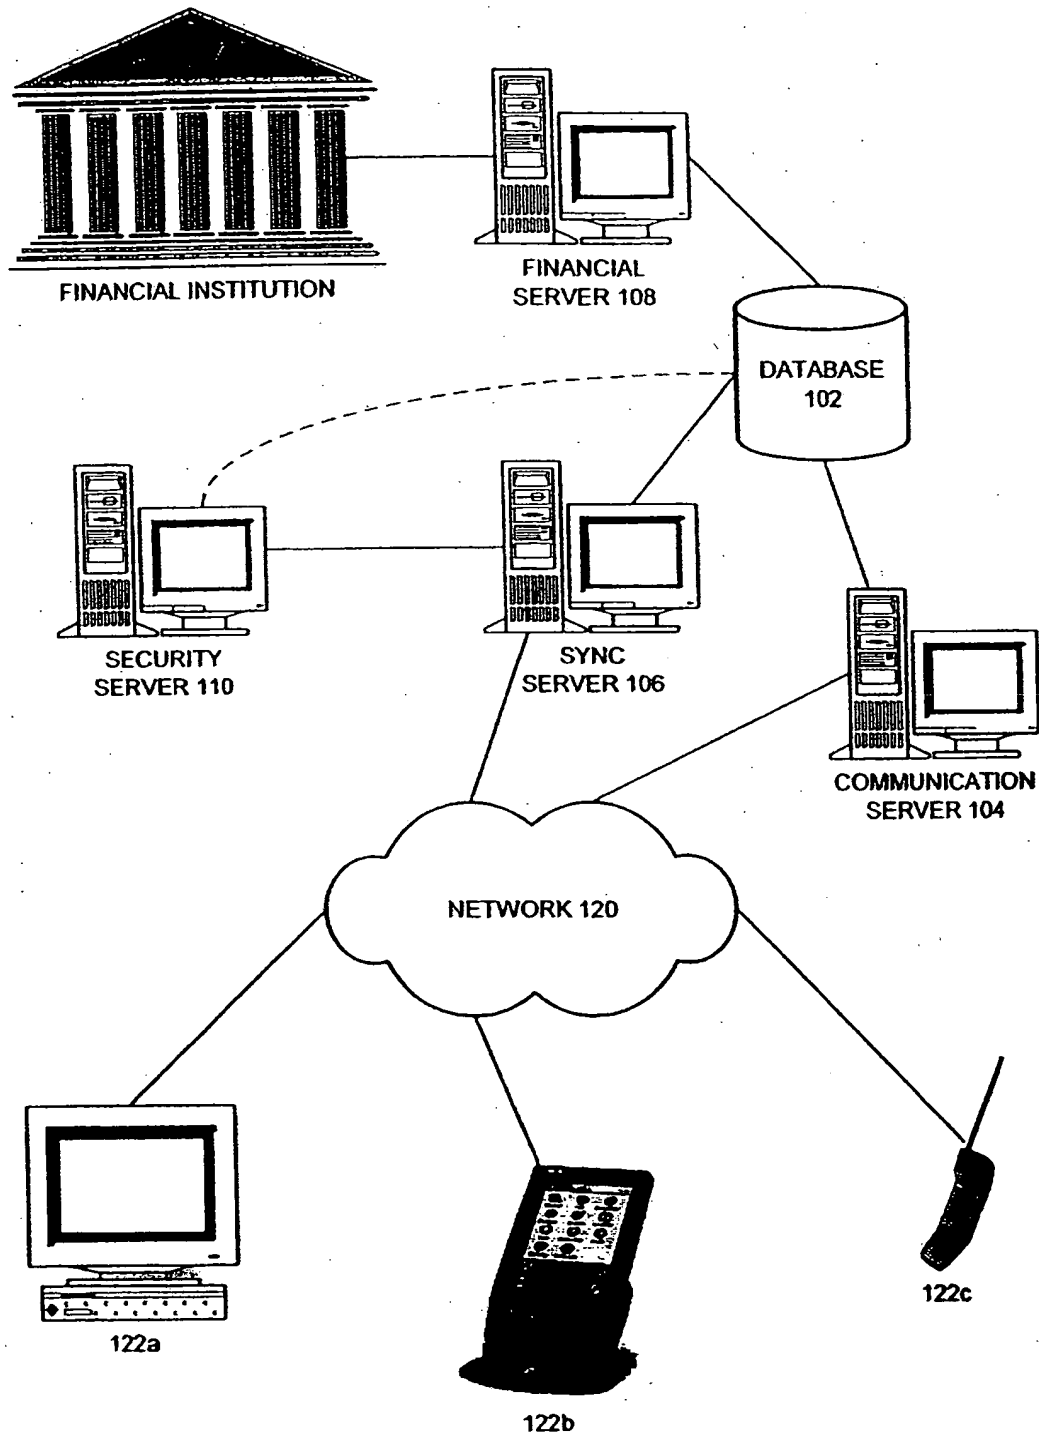 FINANCIAL INSTITUTION
FINANCIAL
SERVER 108
DATABASE
102
SECURITY
SERVER 110
SYNC
SERVER 106
COMMUNICATION
SERVER 104
NETWORK 120
122a
122b
122c